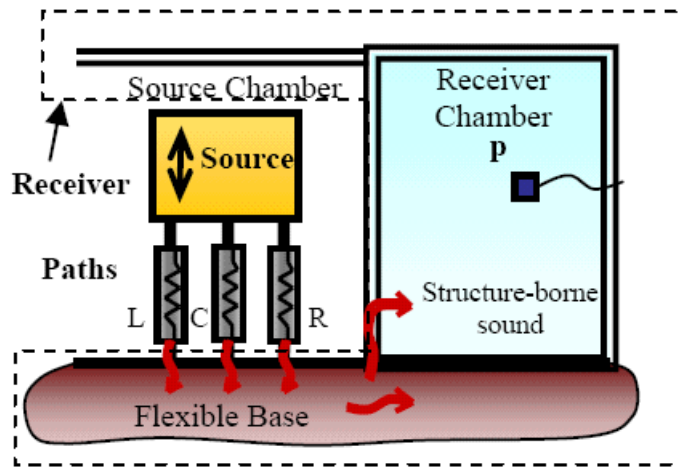 Source Chamber
Receiver
Chamber
p
Source
Receiver
Paths
L C R
Structure-borne
sound
Flexible Base